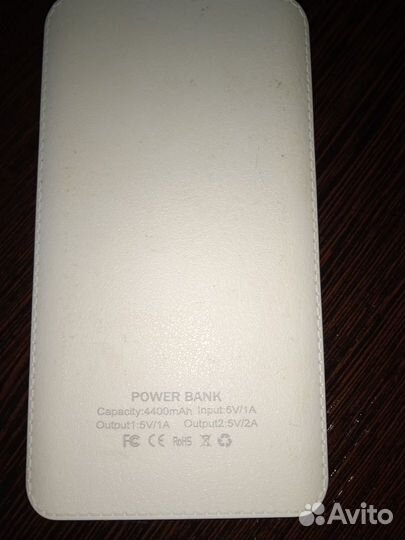 POWER BANK
Capacity:4400mAh Input:5V/1A
Output1:5V/1A Output2:5V/2A
FC CE RoHS
Avito